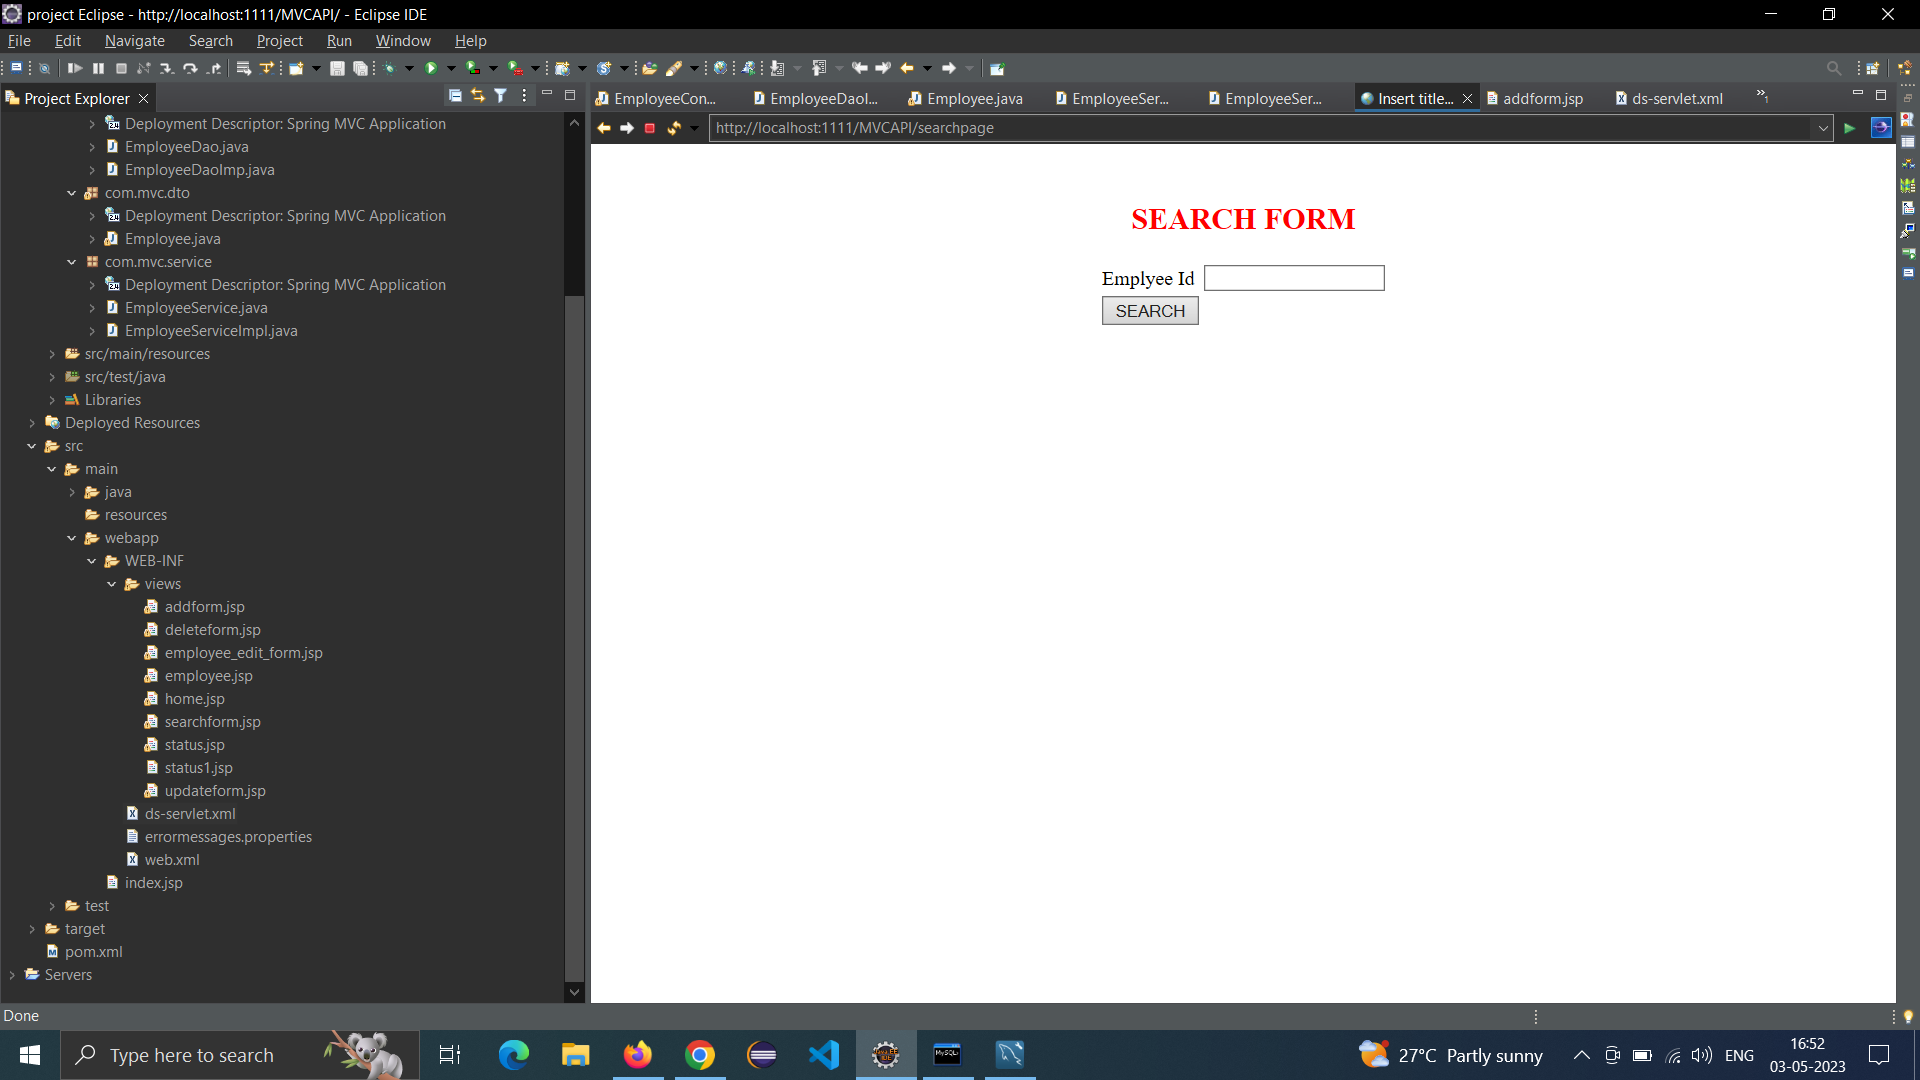 project Eclipse - http://localhost:1111/MVCAPI/ - Eclipse IDE
File Edit Navigate Search Project Run Window Help
Project Explorer
Deployment Descriptor: Spring MVC Application
EmployeeDao.java
EmployeeDaoImp.java
com.mvc.dto
Deployment Descriptor: Spring MVC Application
Employee.java
com.mvc.service
Deployment Descriptor: Spring MVC Application
EmployeeService.java
EmployeeServiceImpl.java
src/main/resources
src/test/java
Libraries
Deployed Resources
src
main
java
resources
webapp
WEB-INF
views
addform.jsp
deleteform.jsp
employee_edit_form.jsp
employee.jsp
home.jsp
searchform.jsp
status.jsp
status1.jsp
updateform.jsp
ds-servlet.xml
errormessages.properties
web.xml
index.jsp
test
target
pom.xml
Servers
EmployeeCon... EmployeeDaoI... Employee.java EmployeeSer... EmployeeSer... Insert title... addform.jsp ds-servlet.xml »1
http://localhost:1111/MVCAPI/searchpage
SEARCH FORM
Emplyee Id
SEARCH
Done
Type here to search
27°C Partly sunny
ENG
16:52
03-05-2023